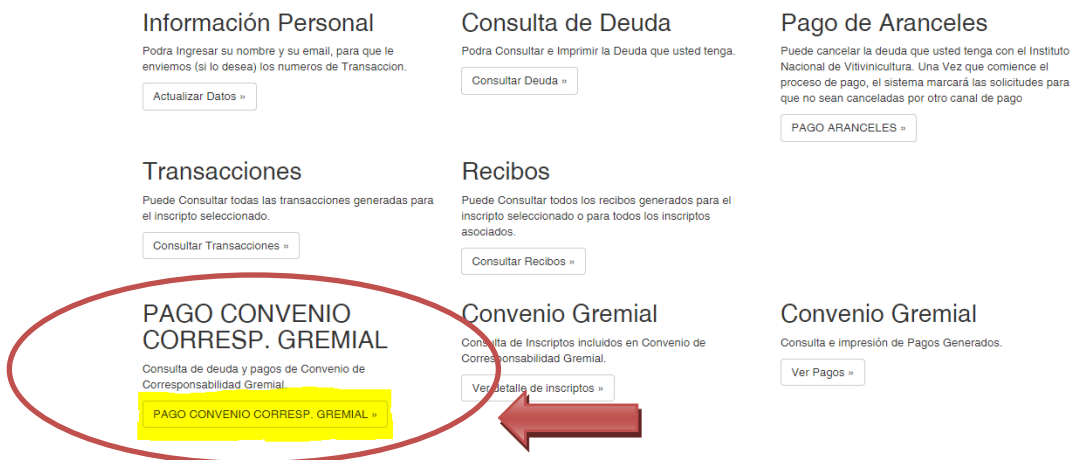 Información Personal
Podra Ingresar su nombre y su email, para que le
enviemos (si lo desea) los numeros de Transaccion.
Actualizar Datos »
Consulta de Deuda
Podra Consultar e Imprimir la Deuda que usted tenga.
Consultar Deuda »
Pago de Aranceles
Puede cancelar la deuda que usted tenga con el Instituto
Nacional de Vitivinicultura. Una Vez que comience el
proceso de pago, el sistema marcará las solicitudes para
que no sean canceladas por otro canal de pago
PAGO ARANCELES »
Transacciones
Puede Consultar todas las transacciones generadas para
el inscripto seleccionado.
Consultar Transacciones »
Recibos
Puede Consultar todos los recibos generados para el
inscripto seleccionado o para todos los inscriptos
asociados.
Consultar Recibos »
PAGO CONVENIO
CORRESP. GREMIAL
Consulta de deuda y pagos de Convenio de
Corresponsabilidad Gremial.
PAGO CONVENIO CORRESP. GREMIAL »
Convenio Gremial
Consulta de Inscriptos incluidos en Convenio de
Corresponsabilidad Gremial.
Ver detalle de inscriptos »
Convenio Gremial
Consulta e impresión de Pagos Generados.
Ver Pagos »